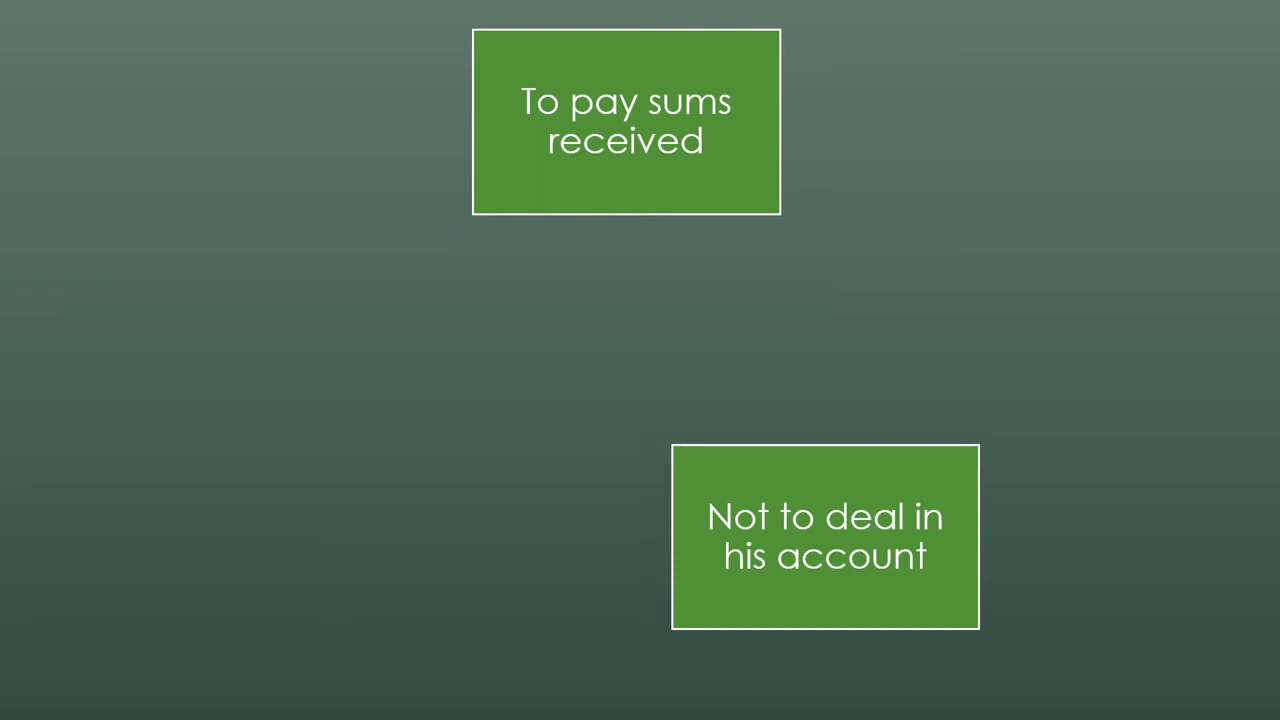 To pay sums
received
Not to deal in
his account